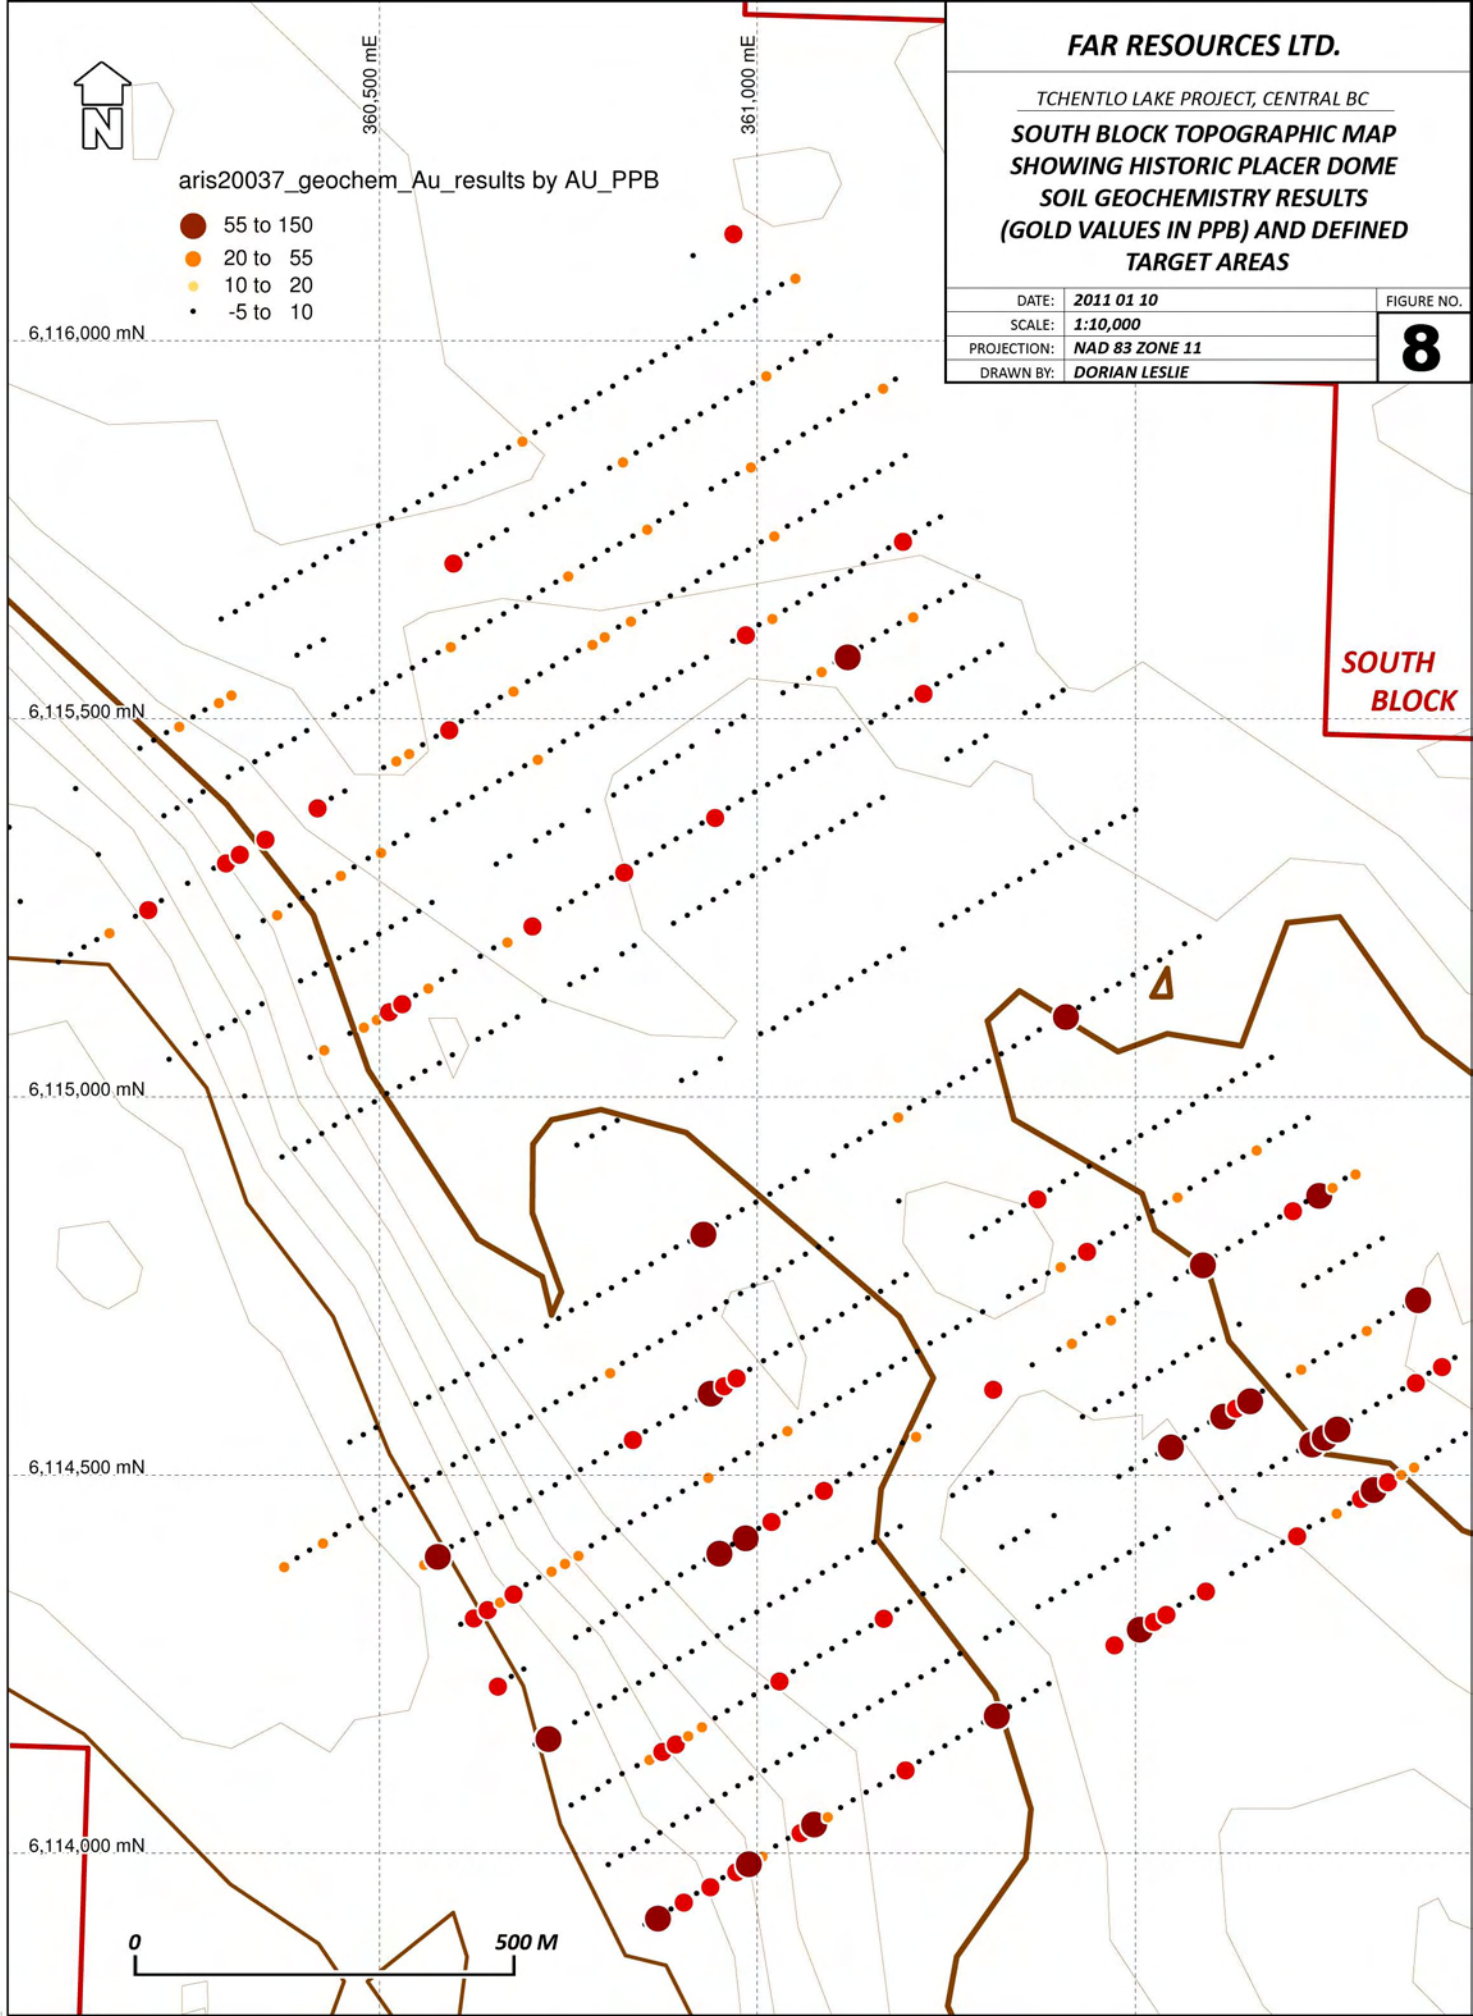 FAR RESOURCES LTD.
TCHENTLO LAKE PROJECT, CENTRAL BC
SOUTH BLOCK TOPOGRAPHIC MAP
SHOWING HISTORIC PLACER DOME
SOIL GEOCHEMISTRY RESULTS
(GOLD VALUES IN PPB) AND DEFINED
TARGET AREAS
DATE: 2011 01 10
SCALE: 1:10,000
PROJECTION: NAD 83 ZONE 11
DRAWN BY: DORIAN LESLIE
FIGURE NO.
8
360,500 mE
361,000 mE
N
aris20037_geochem_Au_results by AU_PPB
55 to 150
20 to 55
10 to 20
-5 to 10
6,116,000 mN
SOUTH
BLOCK
6,115,500 mN
6,115,000 mN
6,114,500 mN
6,114,000 mN
0 500 M